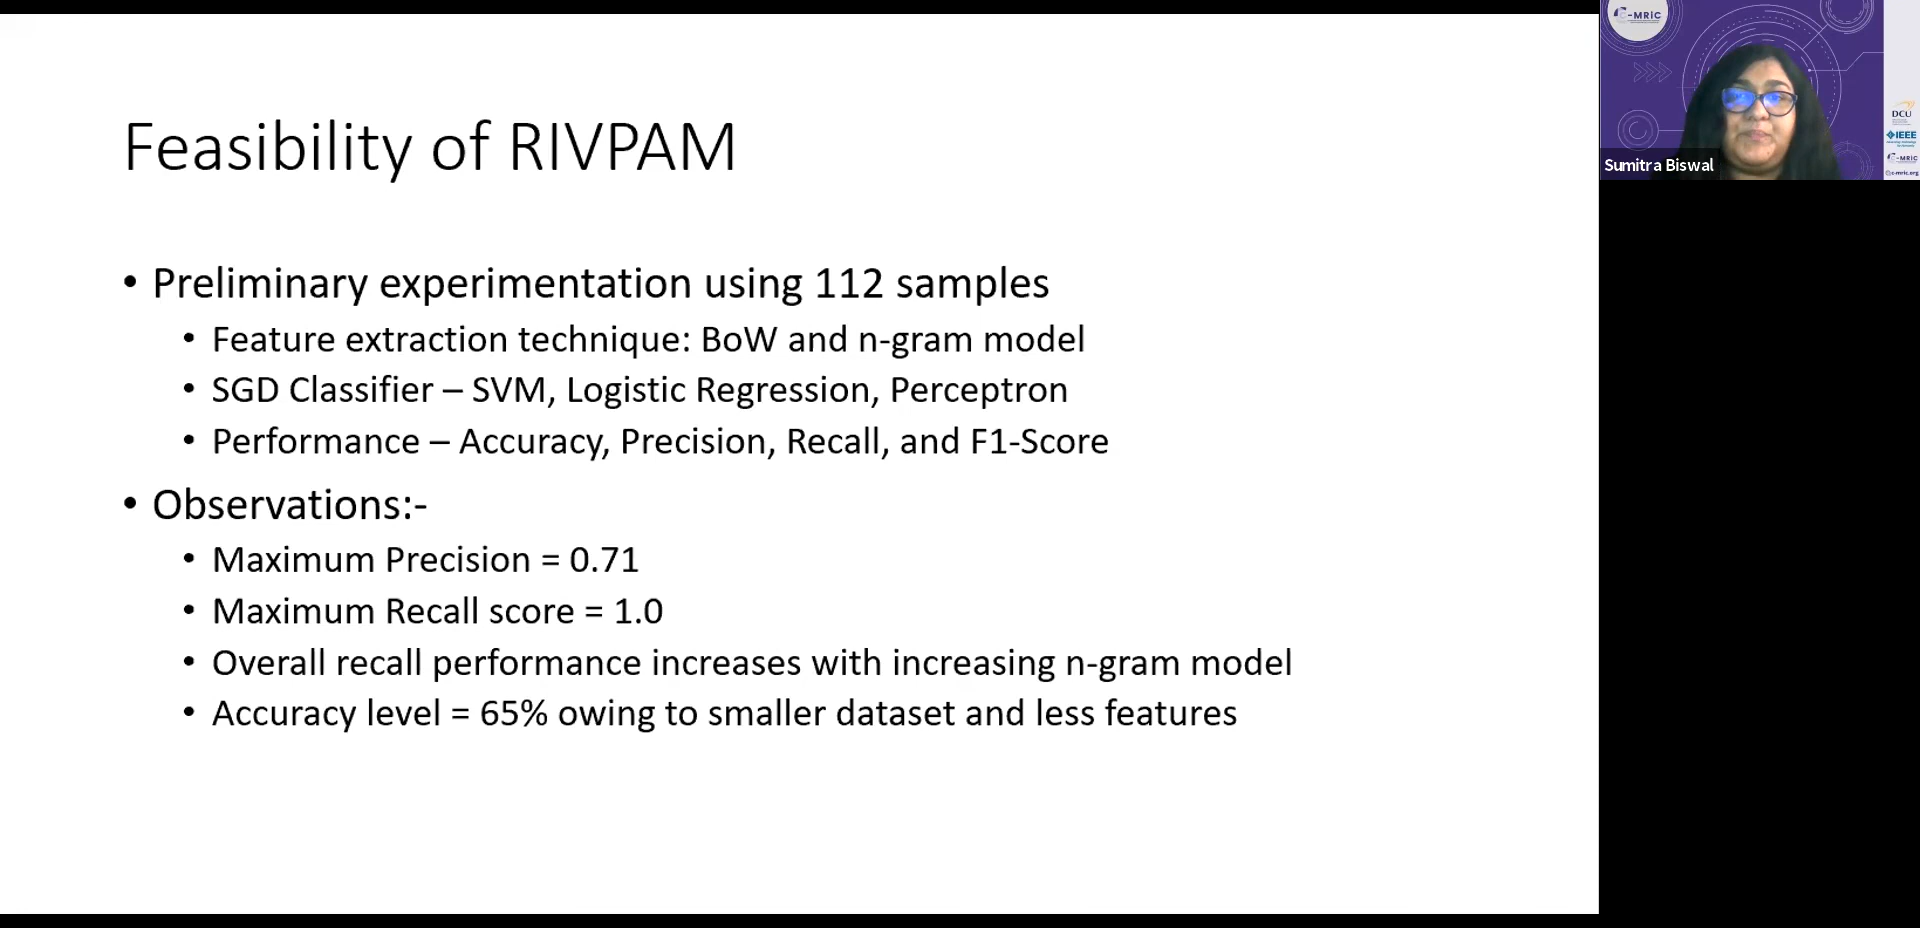 Feasibility of RIVPAM
• Preliminary experimentation using 112 samples
• Feature extraction technique: BoW and n-gram model
• SGD Classifier – SVM, Logistic Regression, Perceptron
• Performance – Accuracy, Precision, Recall, and F1-Score
• Observations:-
• Maximum Precision = 0.71
• Maximum Recall score = 1.0
• Overall recall performance increases with increasing n-gram model
• Accuracy level = 65% owing to smaller dataset and less features
C-MRiC
Sumitra Biswal
DCU
IEEE
C-MRiC
c-mric.org